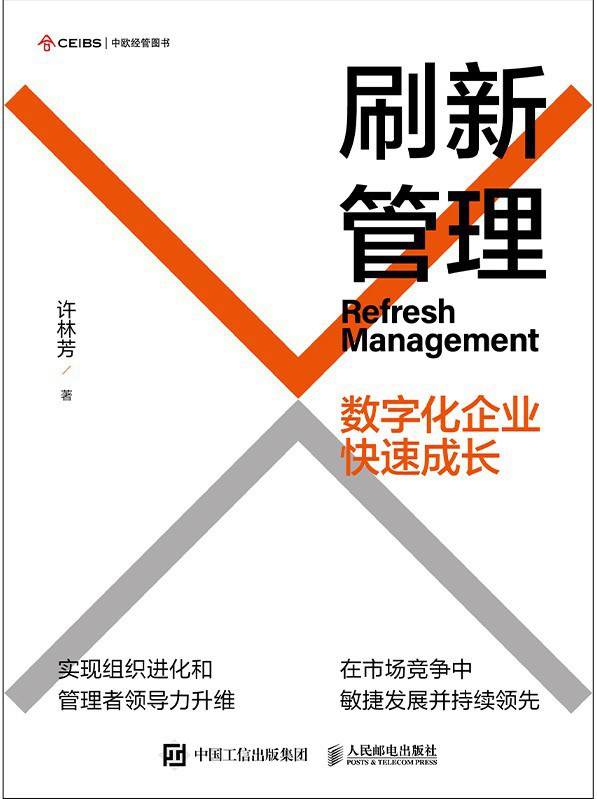 CEIBS | 中欧经管图书
刷新
管理
Refresh
Management
许林芳
著
数字化企业
快速成长
实现组织进化和
管理者领导力升维
在市场竞争中
敏捷发展并持续领先
中国工信出版集团
人民邮电出版社
POSTS & TELECOM PRESS